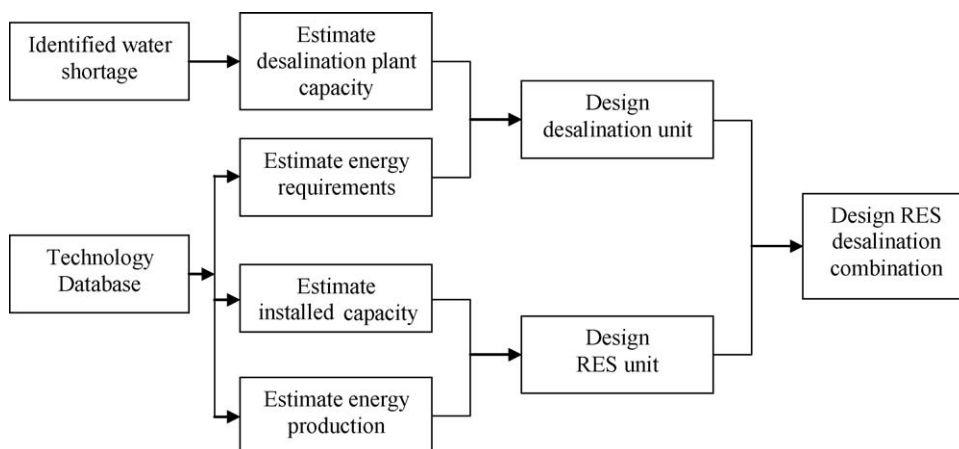 Identified water
shortage
Estimate
desalination plant
capacity
Estimate energy
requirements
Technology
Database
Estimate
installed capacity
Estimate energy
production
Design
desalination unit
Design
RES unit
Design RES
desalination
combination